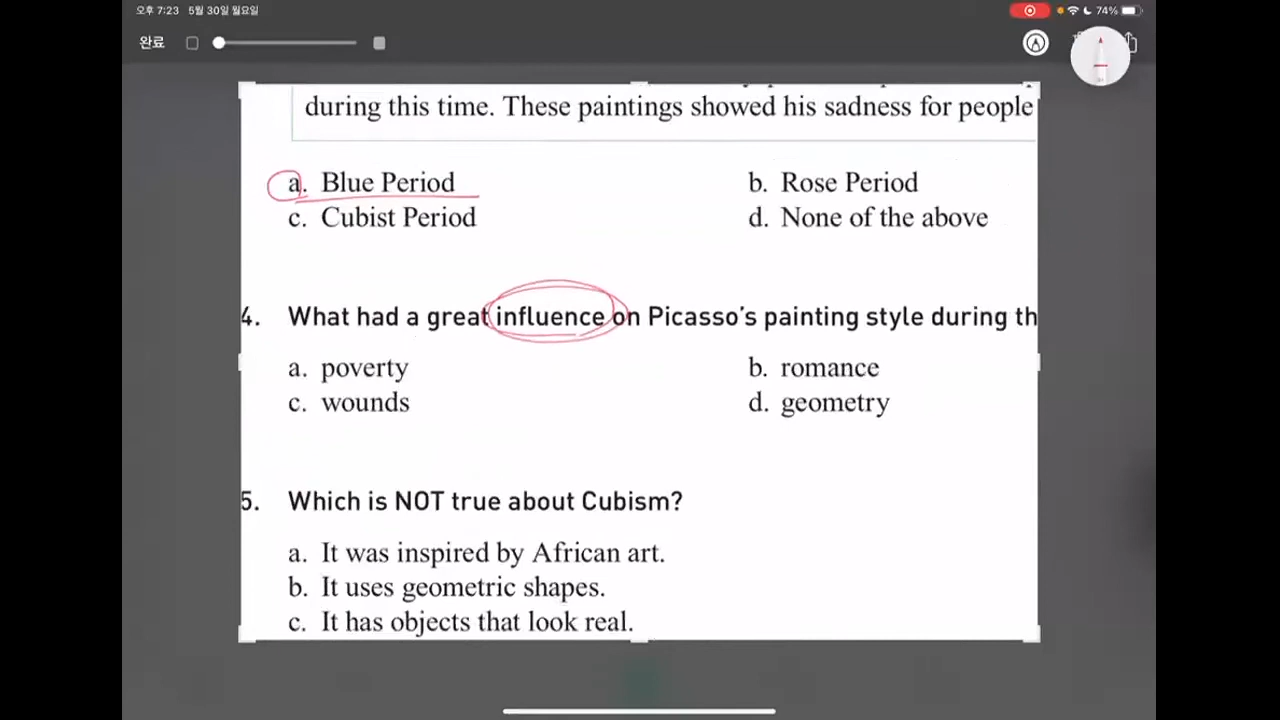 오후 7:23 5월 30일 월요일
74%
완료
during this time. These paintings showed his sadness for people
a. Blue Period
b. Rose Period
c. Cubist Period
d. None of the above
4. What had a great influence on Picasso's painting style during th
a. poverty
b. romance
c. wounds
d. geometry
5. Which is NOT true about Cubism?
a. It was inspired by African art.
b. It uses geometric shapes.
c. It has objects that look real.